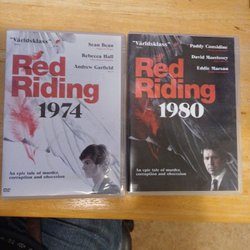 "Världsklass"
Sean Bean
Rebecca Hall
Andrew Garfield
Red
Riding
1974
An epic tale of murder,
corruption and obsession
DVD
"Världsklass"
Paddy Considine
David Morrissey
Eddie Marsan
Red
Riding
1980
An epic tale of murder,
corruption and obsession